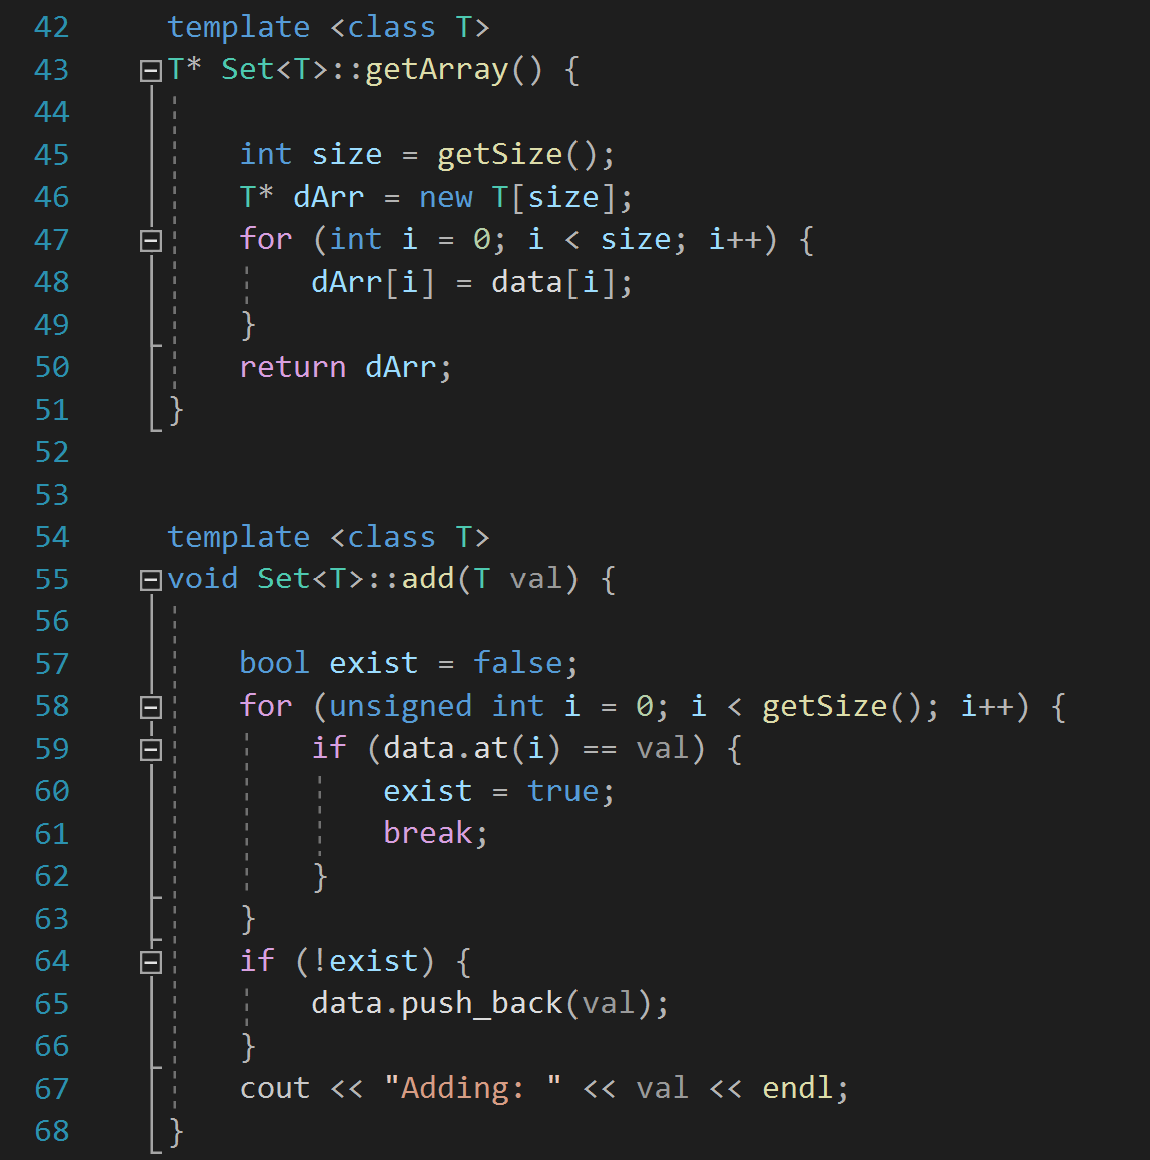 42 template <class T>
43 T* Set<T>::getArray() {
44
45 int size = getSize();
46 T* dArr = new T[size];
47 for (int i = 0; i < size; i++) {
48 dArr[i] = data[i];
49 }
50 return dArr;
51 }
52
53
54 template <class T>
55 void Set<T>::add(T val) {
56
57 bool exist = false;
58 for (unsigned int i = 0; i < getSize(); i++) {
59 if (data.at(i) == val) {
60 exist = true;
61 break;
62 }
63 }
64 if (!exist) {
65 data.push_back(val);
66 }
67 cout << "Adding: " << val << endl;
68 }